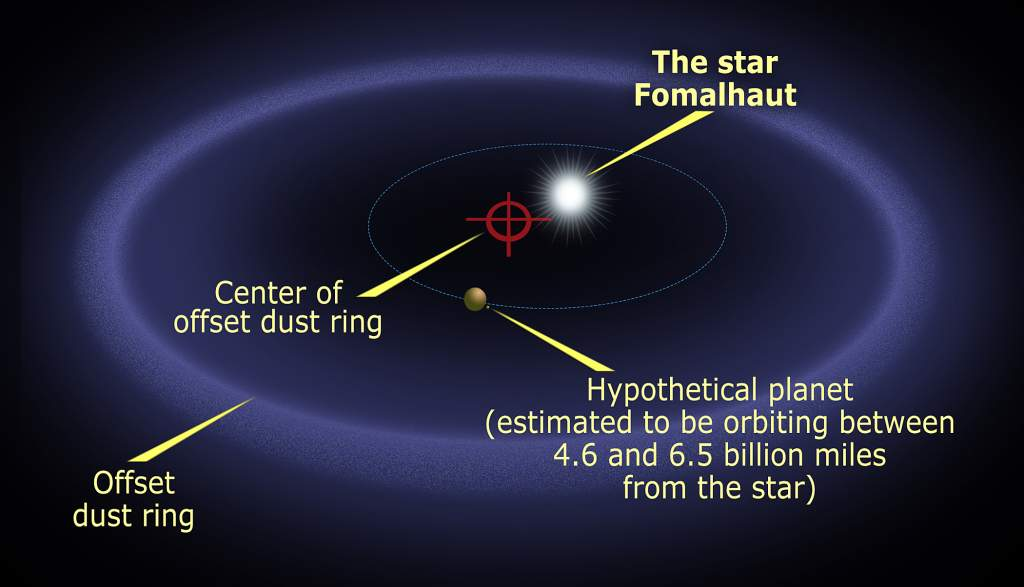 The star
Fomalhaut
Center of
offset dust ring
Hypothetical planet
(estimated to be orbiting between
4.6 and 6.5 billion miles
from the star)
Offset
dust ring